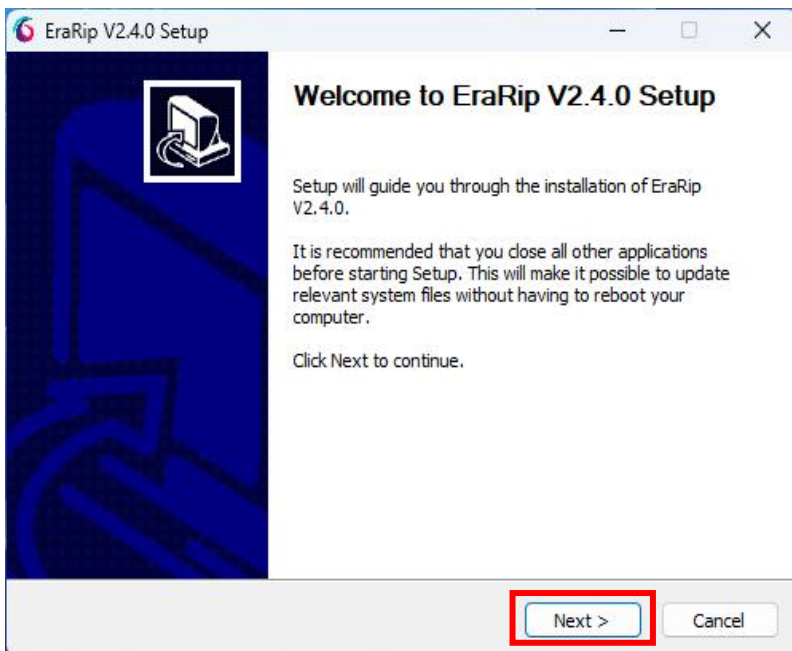 EraRip V2.4.0 Setup
Welcome to EraRip V2.4.0 Setup
Setup will guide you through the installation of EraRip
V2.4.0.
It is recommended that you close all other applications
before starting Setup. This will make it possible to update
relevant system files without having to reboot your
computer.
Click Next to continue.
Next >
Cancel